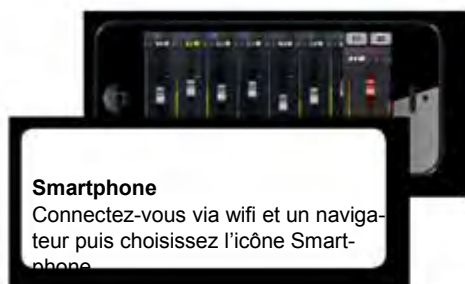 Smartphone
Connectez-vous via wifi et un naviga-
teur puis choisissez l'icône Smart-
phone